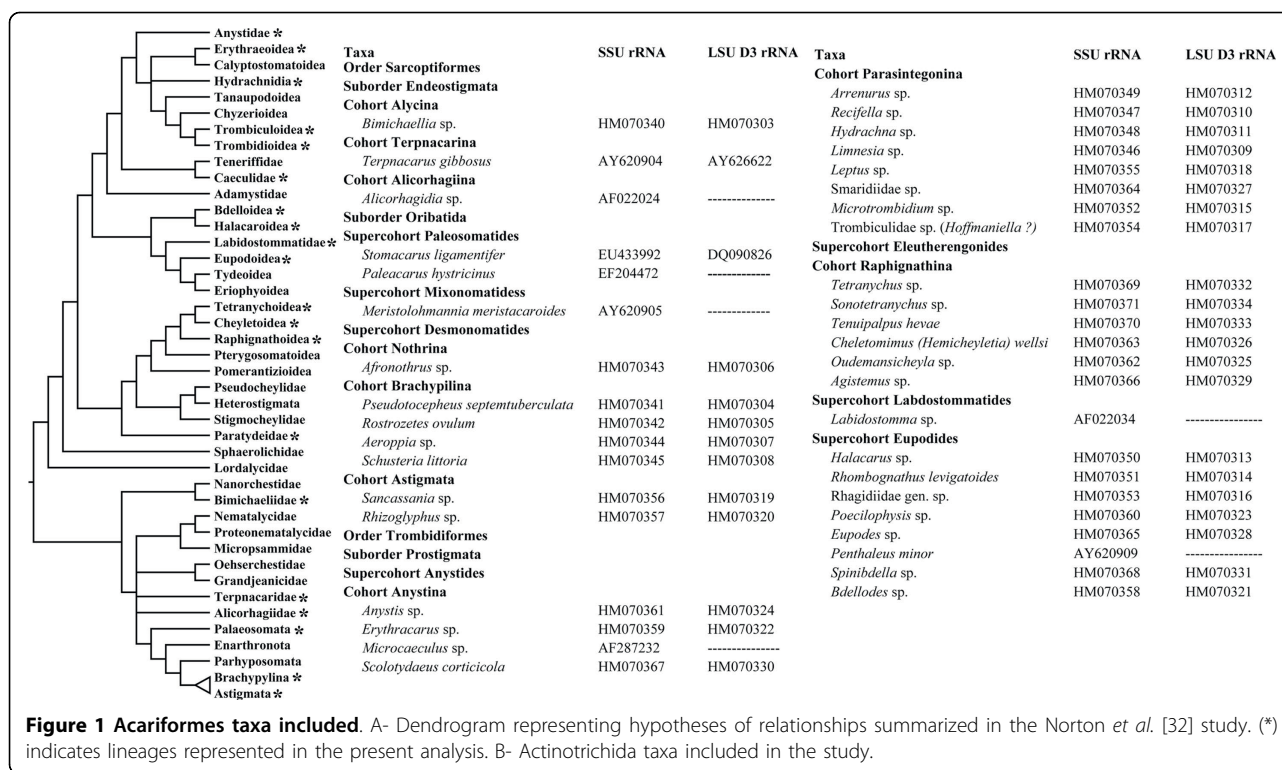 Anystidae *
Erythraeoidea *
Calyptostomatoidea
Hydrachnidia *
Tanaupodoidea
Chyzerioidea
Trombiculoidea *
Trombidioidea *
Teneriffidae
Caeculidae *
Adamystidae
Bdelloidea *
Halacaroidea *
Labidostommatidae *
Eupodoidea *
Tydeoidea
Eriophyoidea
Tetranychoidea *
Cheyletoidea *
Raphignathoidea *
Pterygosomatoidea
Pomerantzioidea
Pseudocheylidae
Heterostigmata
Stigmocheylidae
Paratydeidae *
Sphaerolichidae
Lordalycidae
Nanorchestidae
Bimichaeliidae *
Nematalycidae
Proteonematalycidae
Micropsammidae
Oehserchestidae
Grandjeanicidae
Terpnacaridae *
Alicorhagiidae *
Palaeosomata *
Enarthronota
Parhyposomata
Brachypylina *
Astigmata *
Taxa SSU rRNA LSU D3 rRNA
Order Sarcoptiformes
Suborder Endeostigmata
Cohort Alycina
Bimichaellia sp. HM070340 HM070303
Cohort Terpnacarina
Terpnacarus gibbosus AY620904 AY626622
Cohort Alicorhagiina
Alicorhagidia sp. AF022024 --------------
Suborder Oribatida
Supercohort Paleosomatides
Stomacarus ligamentifer EU433992 DQ090826
Paleacarus hystricinus EF204472 -------------
Supercohort Mixonomatidess
Meristolohmannia meristacaroides AY620905 -------------
Supercohort Desmonomatides
Cohort Nothrina
Afronothrus sp. HM070343 HM070306
Cohort Brachypilina
Pseudotocepheus septemtuberculata HM070341 HM070304
Rostrozetes ovulum HM070342 HM070305
Aeroppia sp. HM070344 HM070307
Schusteria littoria HM070345 HM070308
Cohort Astigmata
Sancassania sp. HM070356 HM070319
Rhizoglyphus sp. HM070357 HM070320
Order Trombidiformes
Suborder Prostigmata
Supercohort Anystides
Cohort Anystina
Anystis sp. HM070361 HM070324
Erythracarus sp. HM070359 HM070322
Microcaeculus sp. AF287232 ---------------
Scolotydaeus corticicola HM070367 HM070330
Taxa SSU rRNA LSU D3 rRNA
Cohort Parasintegonina
Arrenurus sp. HM070349 HM070312
Recifella sp. HM070347 HM070310
Hydrachna sp. HM070348 HM070311
Limnesia sp. HM070346 HM070309
Leptus sp. HM070355 HM070318
Smaridiidae sp. HM070364 HM070327
Microtrombidium sp. HM070352 HM070315
Trombiculidae sp. (Hoffmaniella ?) HM070354 HM070317
Supercohort Eleutherengonides
Cohort Raphignathina
Tetranychus sp. HM070369 HM070332
Sonotetranychus sp. HM070371 HM070334
Tenuipalpus hevae HM070370 HM070333
Cheletomimus (Hemicheyletia) wellsi HM070363 HM070326
Oudemansicheyla sp. HM070362 HM070325
Agistemus sp. HM070366 HM070329
Supercohort Labdostommatides
Labidostomma sp. AF022034 ----------------
Supercohort Eupodides
Halacarus sp. HM070350 HM070313
Rhombognathus levigatoides HM070351 HM070314
Rhagidiidae gen. sp. HM070353 HM070316
Poecilophysis sp. HM070360 HM070323
Eupodes sp. HM070365 HM070328
Penthaleus minor AY620909 ----------------
Spinibdella sp. HM070368 HM070331
Bdellodes sp. HM070358 HM070321
Figure 1 Acariformes taxa included. A- Dendrogram representing hypotheses of relationships summarized in the Norton et al. [32] study. (*)
indicates lineages represented in the present analysis. B- Actinotrichida taxa included in the study.